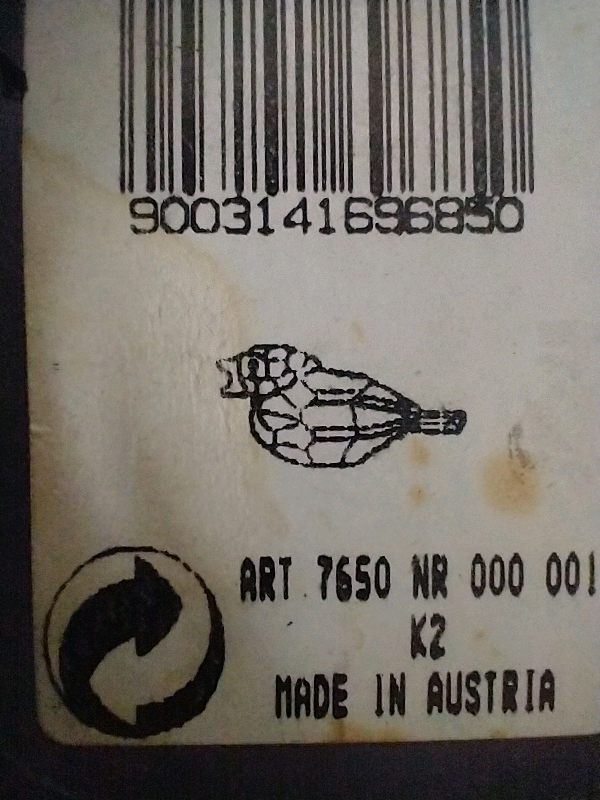 9003141696850
ART 7650 NR 000 001
K2
MADE IN AUSTRIA